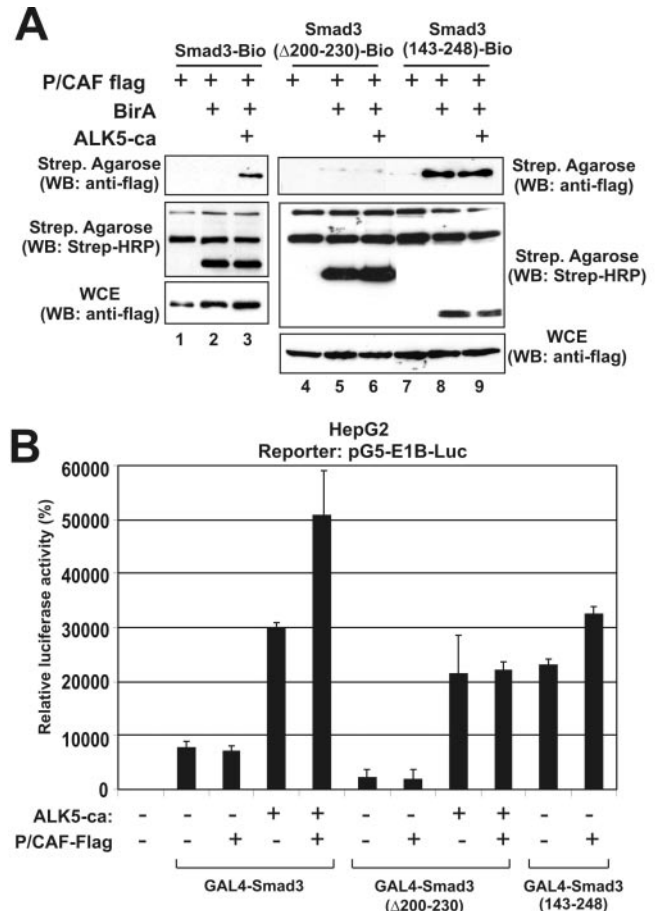 A
Smad3-Bio
Smad3
(Δ200-230)-Bio
Smad3
(143-248)-Bio
P/CAF flag + + + + + + + + +
BirA + + + + + +
ALK5-ca + + +
Strep. Agarose
(WB: anti-flag)
Strep. Agarose
(WB: anti-flag)
Strep. Agarose
(WB: Strep-HRP)
Strep. Agarose
(WB: Strep-HRP)
WCE
(WB: anti-flag)
WCE
(WB: anti-flag)
1 2 3
4 5 6 7 8 9
B
HepG2
Reporter: pG5-E1B-Luc
Relative luciferase activity (%)
60000
50000
40000
30000
20000
10000
0
ALK5-ca: - - - + + - - + + - -
P/CAF-Flag - - + - + - + - + - +
GAL4-Smad3
GAL4-Smad3
(Δ200-230)
GAL4-Smad3
(143-248)